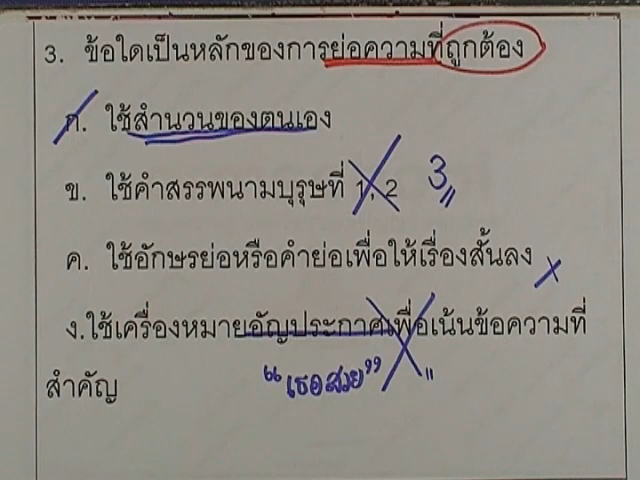 3. ข้อใดเป็นหลักของการย่อความที่ถูกต้อง
ก. ใช้สำนวนของตนเอง
ข. ใช้คำสรรพนามบุรุษที่ 1, 2 3
ค. ใช้อักษรย่อหรือคำย่อเพื่อให้เรื่องสั้นลง
ง.ใช้เครื่องหมายอัญประกาศเพื่อเน้นข้อความที่
สำคัญ "เธอสวย"